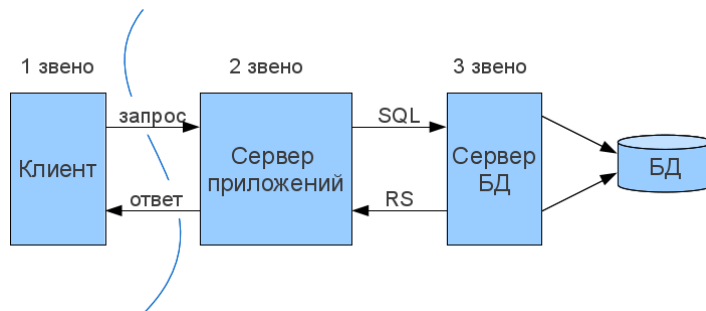 1 звено
2 звено
3 звено
Клиент
запрос
ответ
Сервер
приложений
SQL
RS
Сервер
БД
БД